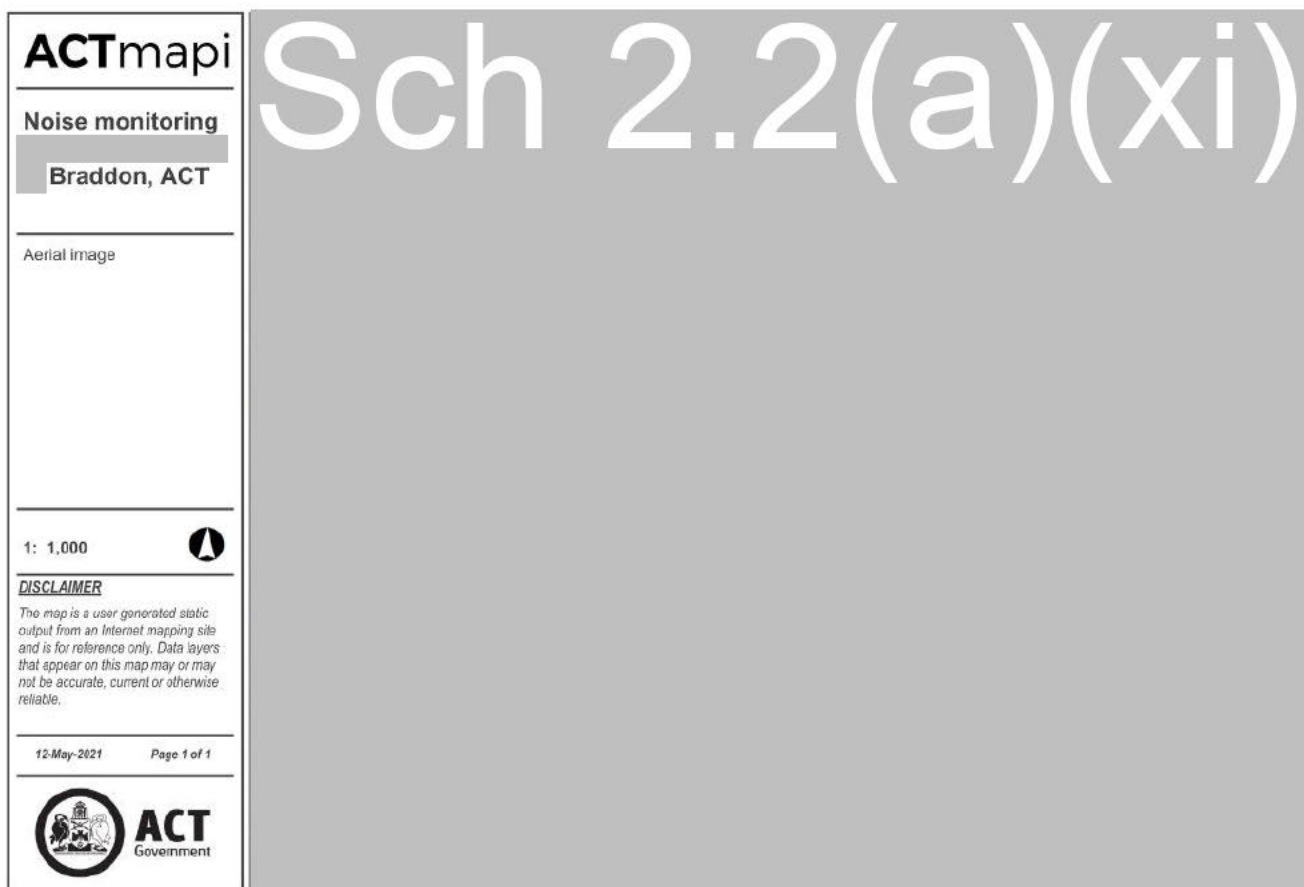 ACTmapi
Noise monitoring
Braddon, ACT
Aerial image
1: 1,000
DISCLAIMER
The map is a user generated static
output from an Internet mapping site
and is for reference only. Data layers
that appear on this map may or may
not be accurate, current or otherwise
reliable.
12-May-2021 Page 1 of 1
ACT
Government
Sch 2.2(a)(xi)